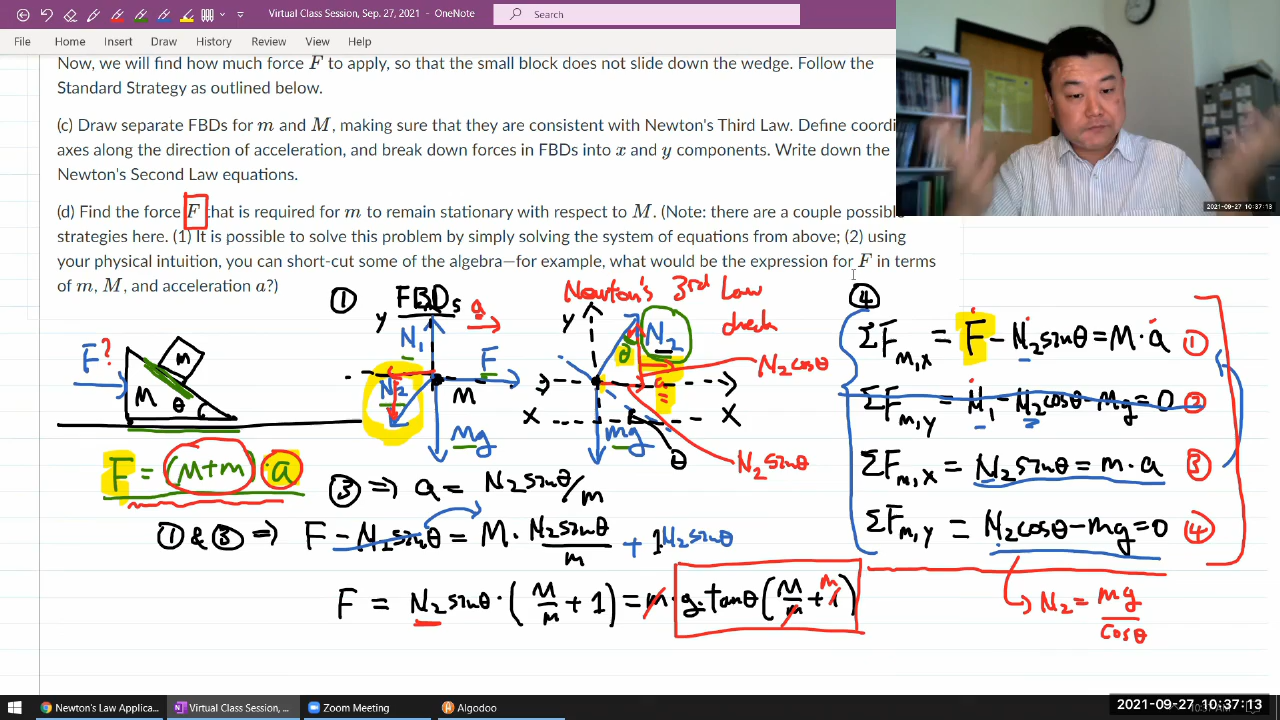 Virtual Class Session, Sep. 27, 2021 - OneNote
Search
File Home Insert Draw History Review View Help
Now, we will find how much force F to apply, so that the small block does not slide down the wedge. Follow the
Standard Strategy as outlined below.
(c) Draw separate FBDs for m and M, making sure that they are consistent with Newton's Third Law. Define coordi
axes along the direction of acceleration, and break down forces in FBDs into x and y components. Write down the
Newton's Second Law equations.
(d) Find the force F that is required for m to remain stationary with respect to M. (Note: there are a couple possible
strategies here. (1) It is possible to solve this problem by simply solving the system of equations from above; (2) using
your physical intuition, you can short-cut some of the algebra—for example, what would be the expression for F in terms
of m, M, and acceleration a?)
2021-09-27 10:37:13
① FBDs
Newton's 3rd Law
check
④
y N₁ a F N₂ M Mg
y N₂ θ N₂cosθ a = X X mg θ N₂sinθ
F? m M θ
ΣF_M,x = F - N₂sinθ = M·a ①
ΣF_M,y = N₁ - N₂cosθ - Mg = 0 ②
ΣF_m,x = N₂sinθ = m·a ③
ΣF_m,y = N₂cosθ - mg = 0 ④
F = (M+m)·a
③ ⇒ a = N₂sinθ/m
① & ③ ⇒ F - N₂sinθ = M · N₂sinθ/m + 1N₂sinθ
F = N₂sinθ · (M/m + 1) = m·g·tanθ (M/m + 1) m
→ N₂ = mg/cosθ
Newton's Law Applica...
Virtual Class Session, ...
Zoom Meeting
Algodoo
2021-09-27 10:37:13